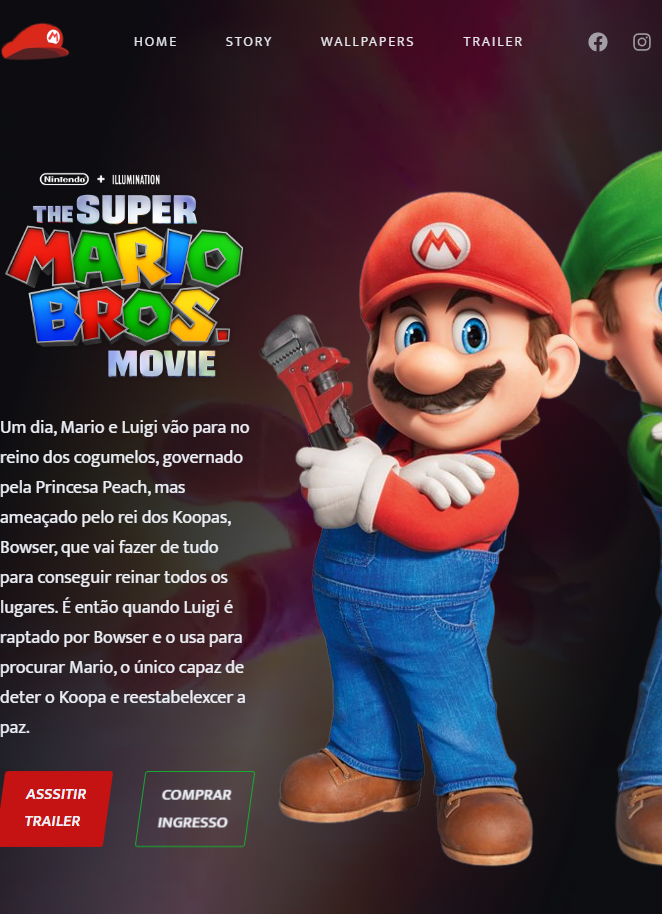 HOME STORY WALLPAPERS TRAILER
Nintendo + ILLUMINATION
THE SUPER
MARIO
BROS.
MOVIE
Um dia, Mario e Luigi vão para no
reino dos cogumelos, governado
pela Princesa Peach, mas
ameaçado pelo rei dos Koopas,
Bowser, que vai fazer de tudo
para conseguir reinar todos os
lugares. É então quando Luigi é
raptado por Bowser e o usa para
procurar Mario, o único capaz de
deter o Koopa e reestabelexcer a
paz.
ASSSITIR
TRAILER
COMPRAR
INGRESSO